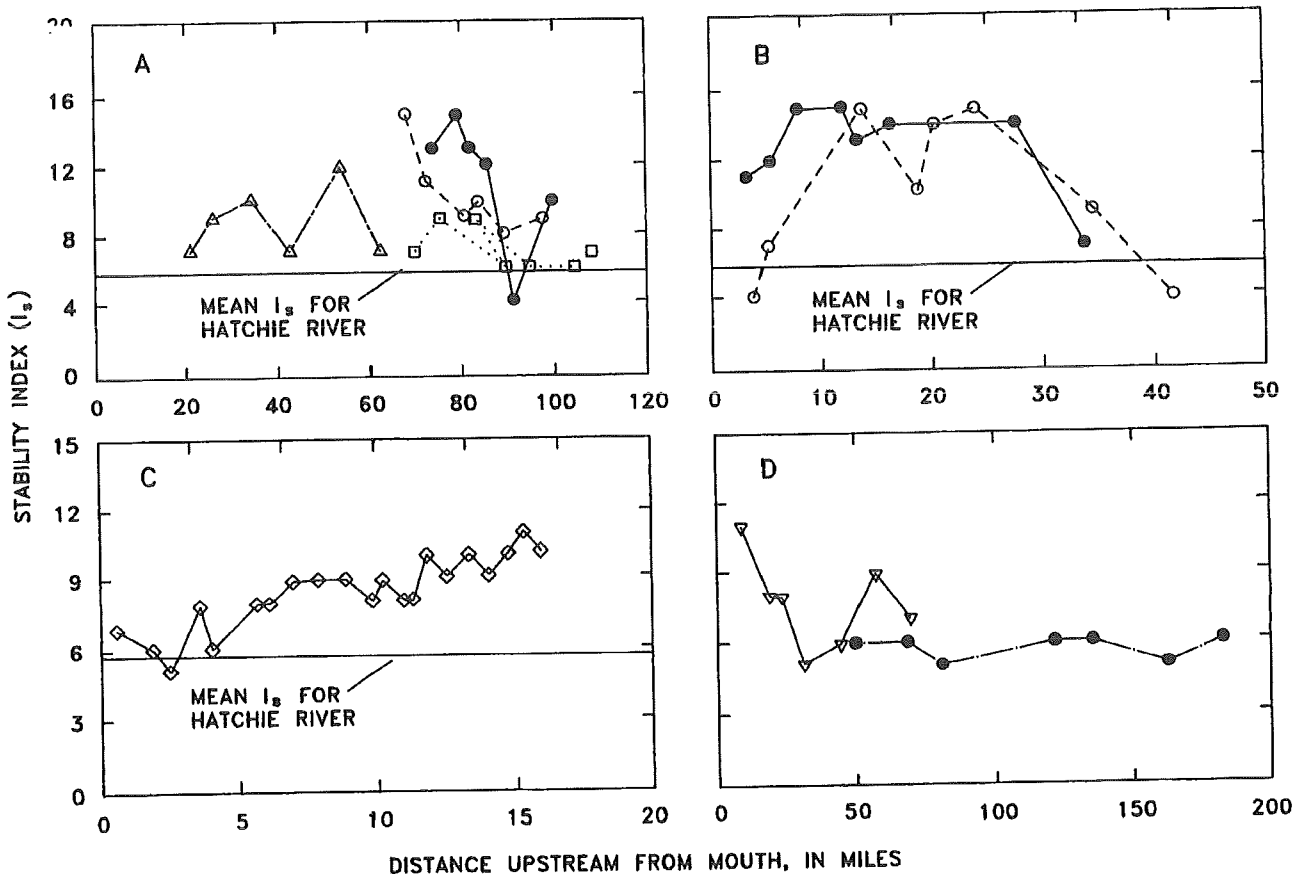 A
B
20
16
12
8
4
0
MEAN Is FOR
HATCHIE RIVER
MEAN Is FOR
HATCHIE RIVER
0 20 40 60 80 100 120
0 10 20 30 40 50
STABILITY INDEX (Is)
C
D
15
12
9
6
3
0
MEAN Is FOR
HATCHIE RIVER
0 5 10 15 20
0 50 100 150 200
DISTANCE UPSTREAM FROM MOUTH, IN MILES